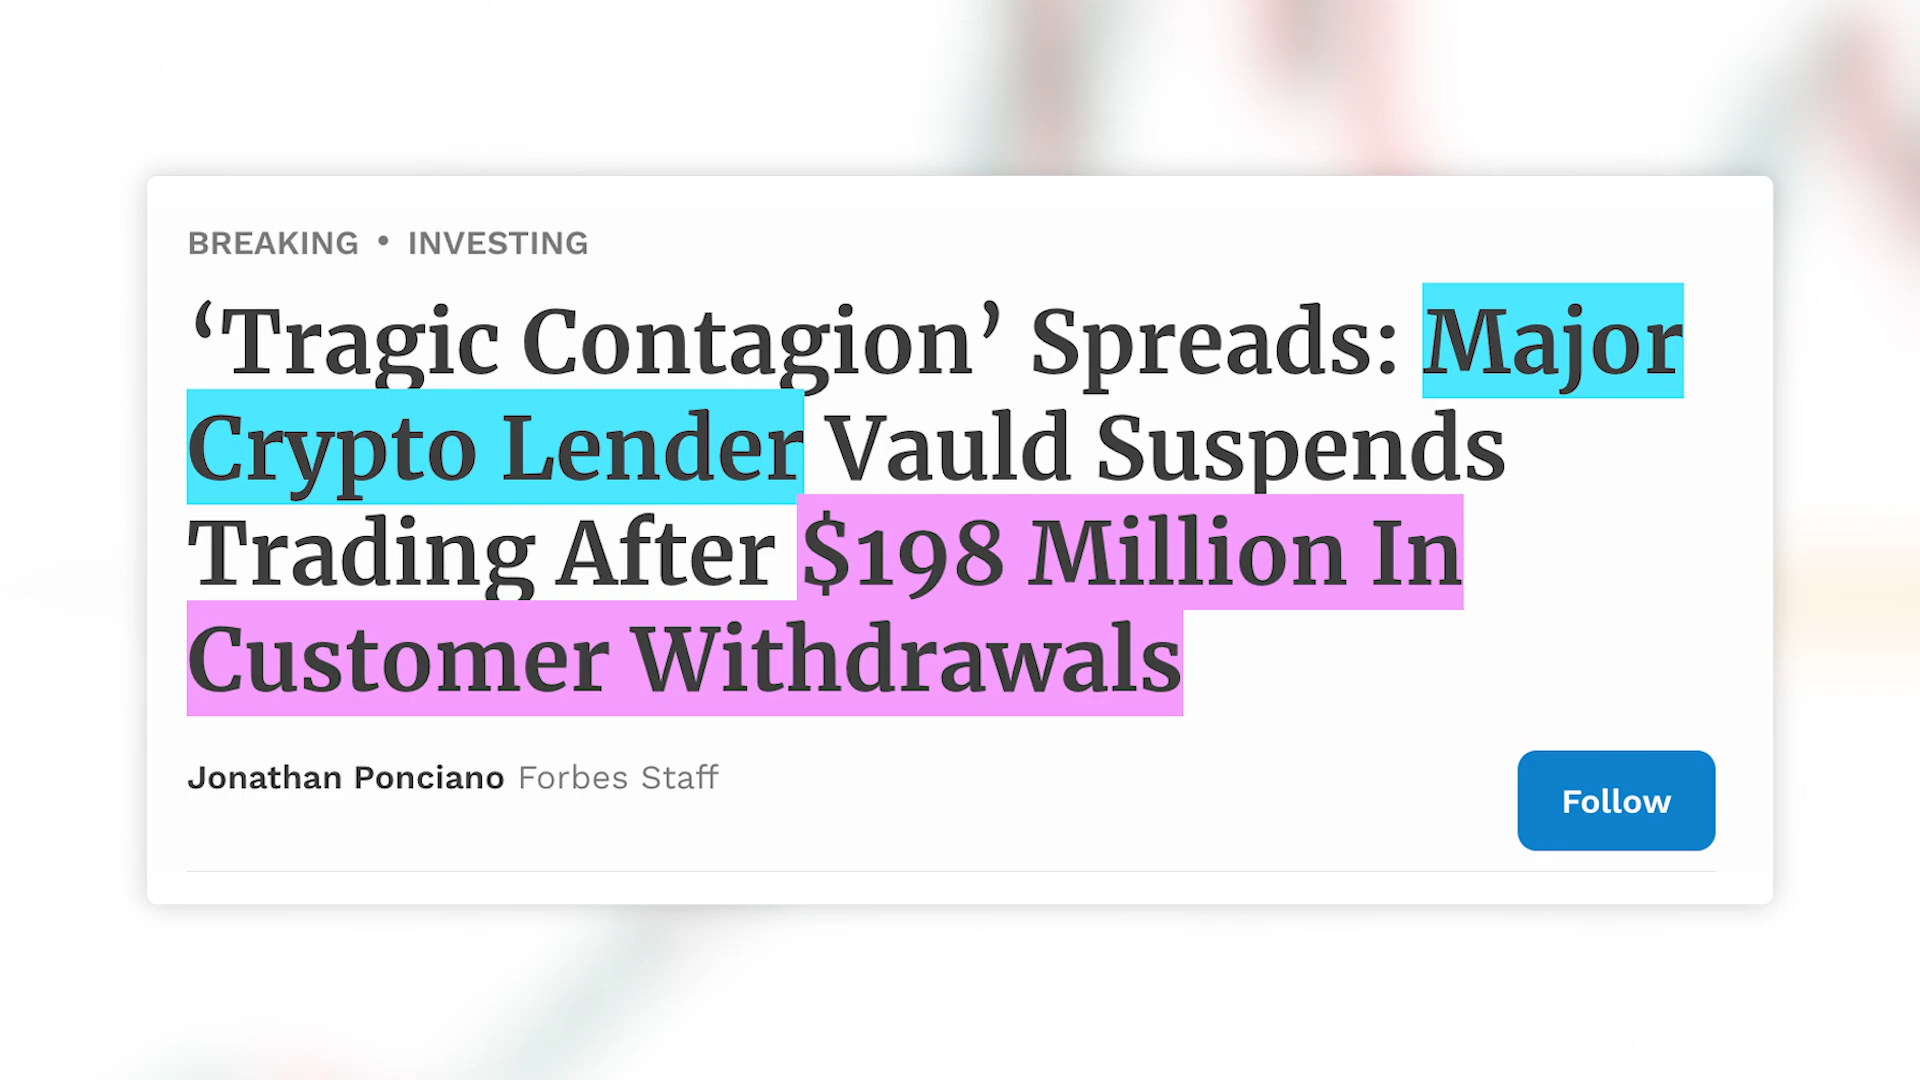 BREAKING • INVESTING
‘Tragic Contagion’ Spreads: Major
Crypto Lender Vauld Suspends
Trading After $198 Million In
Customer Withdrawals
Jonathan Ponciano Forbes Staff
Follow